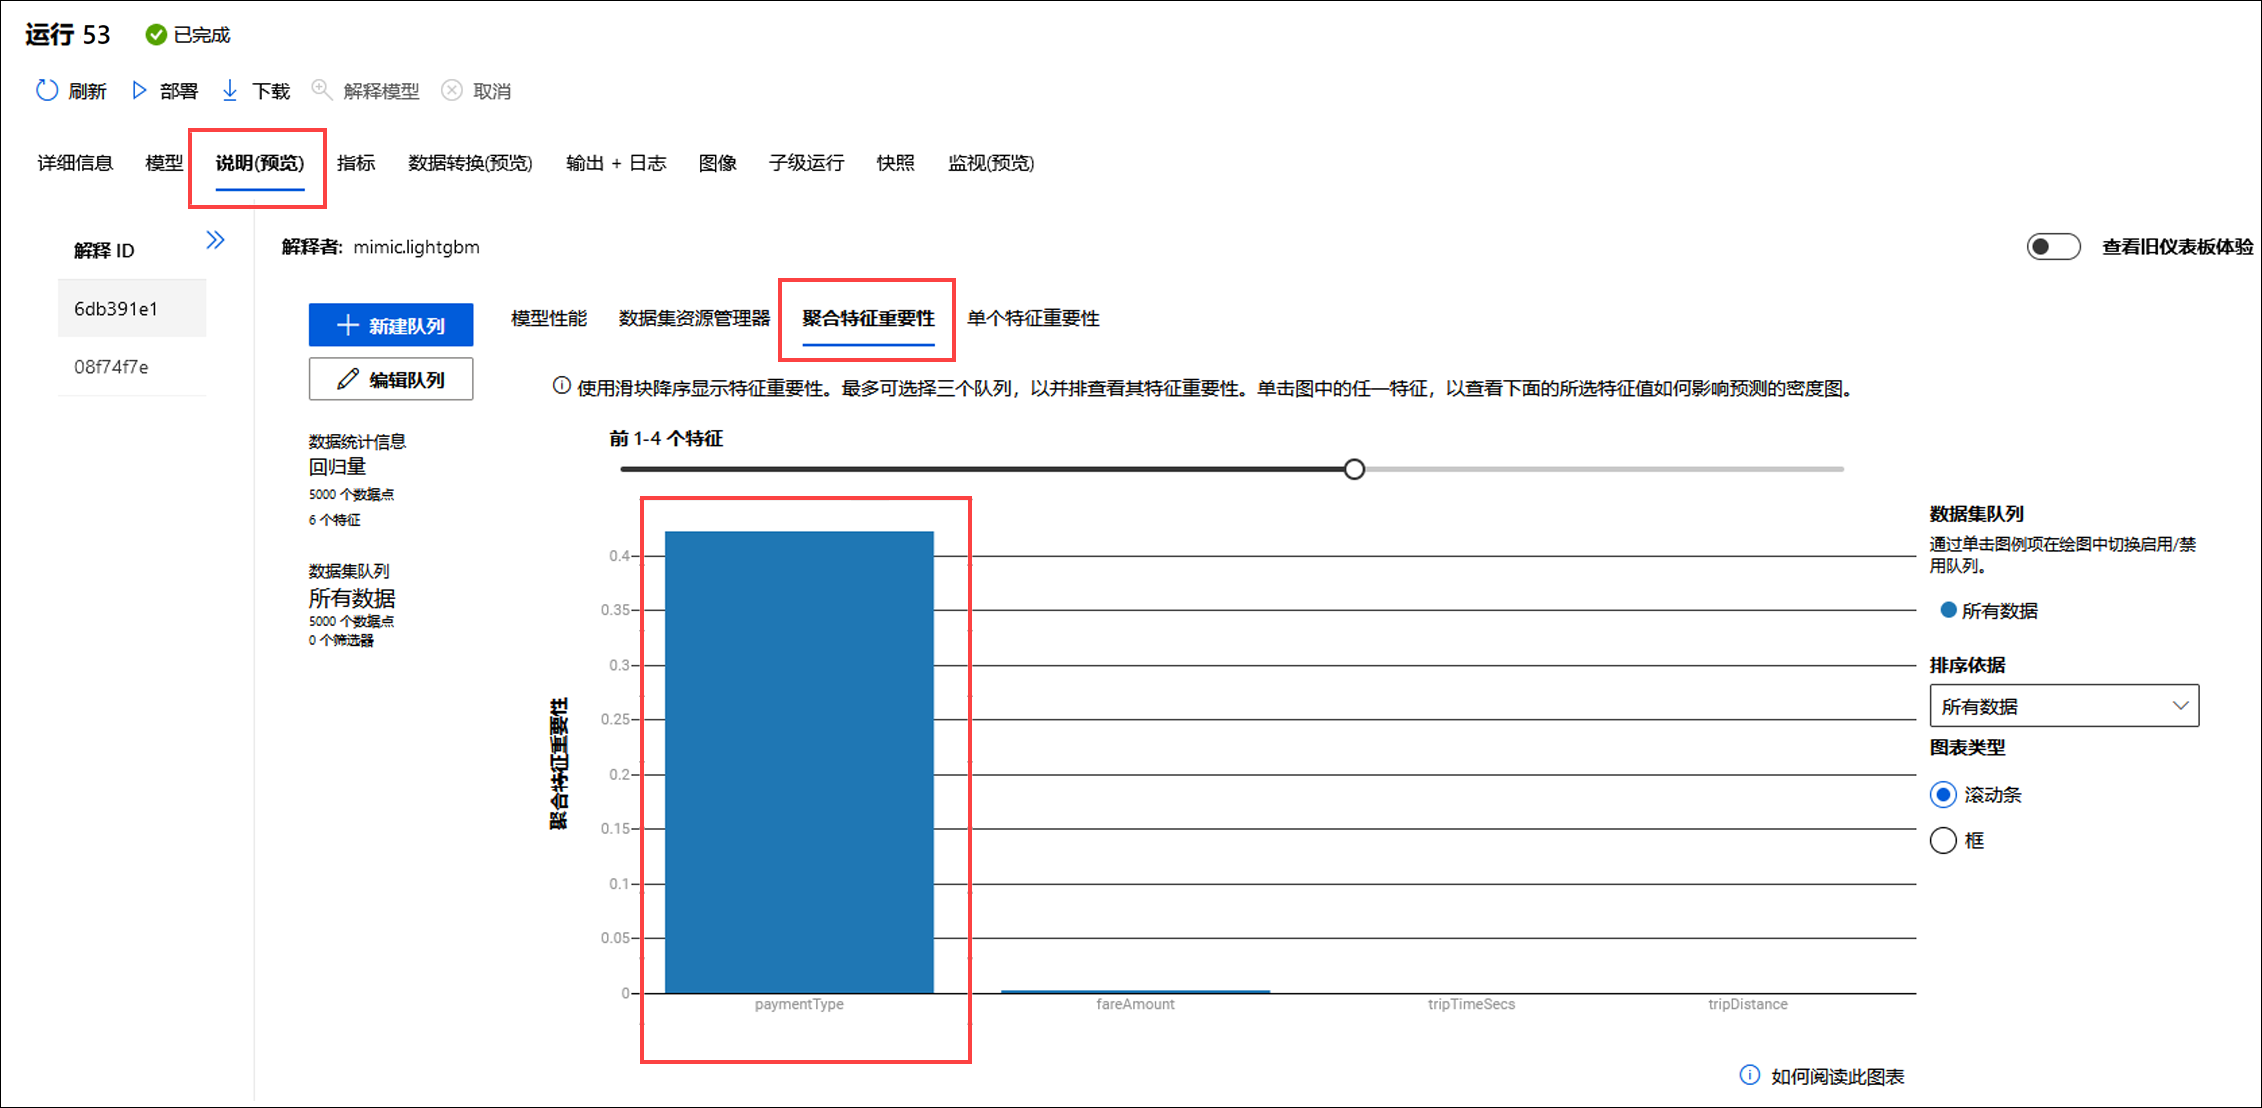 运行 53 已完成
刷新 部署 下载 解释模型 取消
详细信息 模型 说明(预览) 指标 数据转换(预览) 输出 + 日志 图像 子级运行 快照 监视(预览)
解释 ID
6db391e1
08f74f7e
解释者: mimic.lightgbm
查看旧仪表板体验
新建队列
编辑队列
数据统计信息
回归量
5000 个数据点
6 个特征
数据集队列
所有数据
5000 个数据点
0 个筛选器
模型性能 数据集资源管理器 聚合特征重要性 单个特征重要性
使用滑块降序显示特征重要性。最多可选择三个队列，以并排查看其特征重要性。单击图中的任一特征，以查看下面的所选特征值如何影响预测的密度图。
前 1-4 个特征
聚合特征重要性
0.4
0.35
0.3
0.25
0.2
0.15
0.1
0.05
0
paymentType fareAmount tripTimeSecs tripDistance
数据集队列
通过单击图例项在绘图中切换启用/禁
用队列。
所有数据
排序依据
所有数据
图表类型
滚动条
框
如何阅读此图表